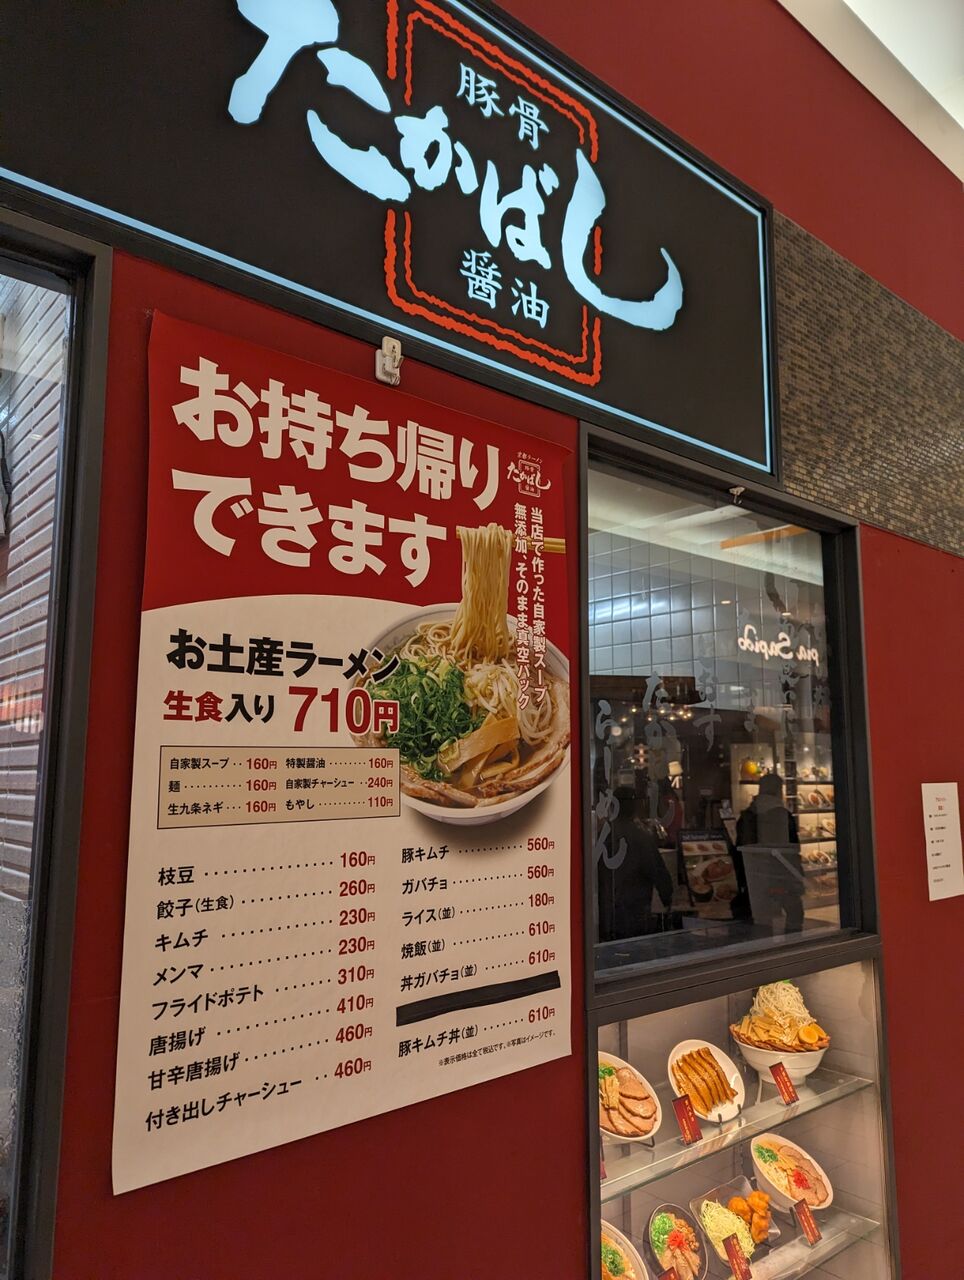 豚骨
たかばし
醤油
お持ち帰り
できます
京都ラーメン
豚骨
たかばし
醤油
当店で作った自家製スープ
無添加、そのまま真空パック
お土産ラーメン
生食入り 710円
自家製スープ ‥ 160円 特製醤油 ‥‥‥‥ 160円
麺 ‥‥‥‥‥ 160円 自家製チャーシュー ‥ 240円
生九条ネギ ‥‥ 160円 もやし ‥‥‥‥‥ 110円
枝豆 ‥‥‥‥‥‥ 160円
餃子(生食) ‥‥‥‥‥ 260円
キムチ ‥‥‥‥‥‥ 230円
メンマ ‥‥‥‥‥‥ 230円
フライドポテト ‥‥‥ 310円
唐揚げ ‥‥‥‥‥‥ 410円
甘辛唐揚げ ‥‥‥‥ 460円
付き出しチャーシュー ‥ 460円
豚キムチ ‥‥‥‥ 560円
ガバチョ ‥‥‥‥ 560円
ライス(並) ‥‥‥‥ 180円
焼飯(並) ‥‥‥‥ 610円
丼ガバチョ(並) ‥‥‥ 610円
豚キムチ丼(並) ‥‥‥ 610円
※表示価格は全て税込です。※写真はイメージです。
たかばし
らーめん
pia Sapido